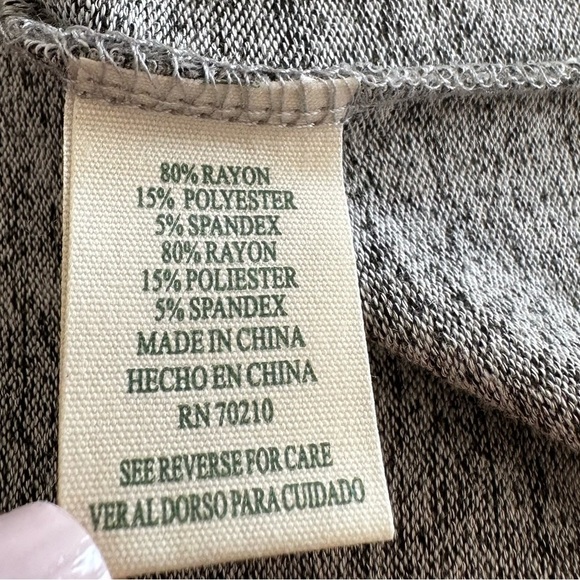 80% RAYON
15% POLYESTER
5% SPANDEX
80% RAYON
15% POLIESTER
5% SPANDEX
MADE IN CHINA
HECHO EN CHINA
RN 70210
SEE REVERSE FOR CARE
VER AL DORSO PARA CUIDADO